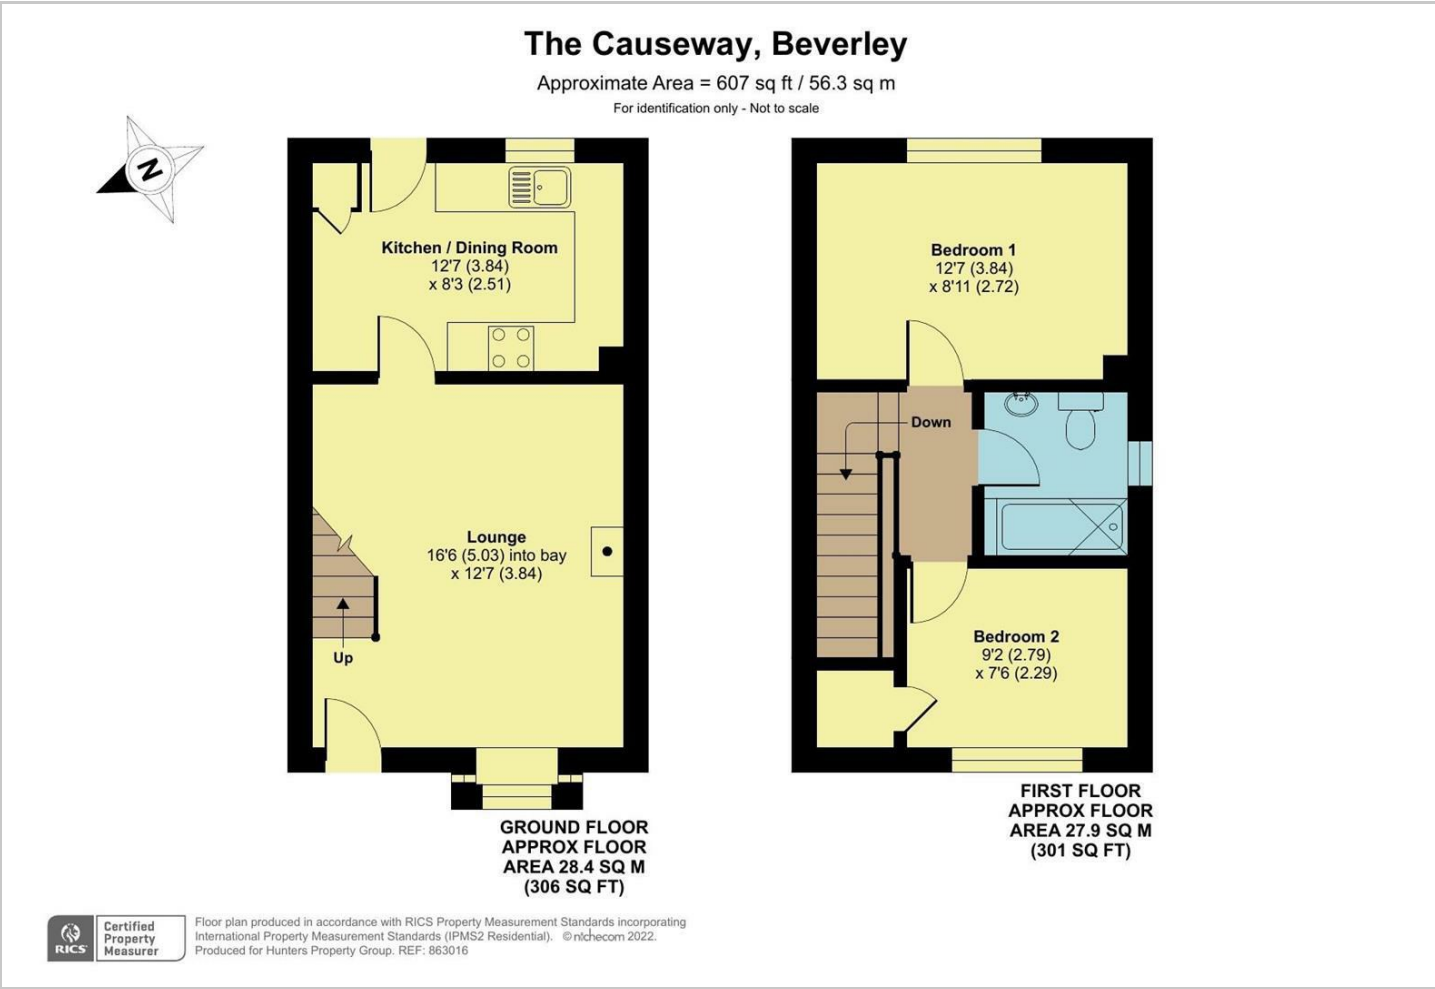 The Causeway, Beverley
Approximate Area = 607 sq ft / 56.3 sq m
For identification only - Not to scale
N
Kitchen / Dining Room
12'7 (3.84)
x 8'3 (2.51)
Lounge
16'6 (5.03) into bay
x 12'7 (3.84)
Up
GROUND FLOOR
APPROX FLOOR
AREA 28.4 SQ M
(306 SQ FT)
Bedroom 1
12'7 (3.84)
x 8'11 (2.72)
Down
Bedroom 2
9'2 (2.79)
x 7'6 (2.29)
FIRST FLOOR
APPROX FLOOR
AREA 27.9 SQ M
(301 SQ FT)
RICS
Certified
Property
Measurer
Floor plan produced in accordance with RICS Property Measurement Standards incorporating
International Property Measurement Standards (IPMS2 Residential). © nichecom 2022.
Produced for Hunters Property Group. REF: 863016